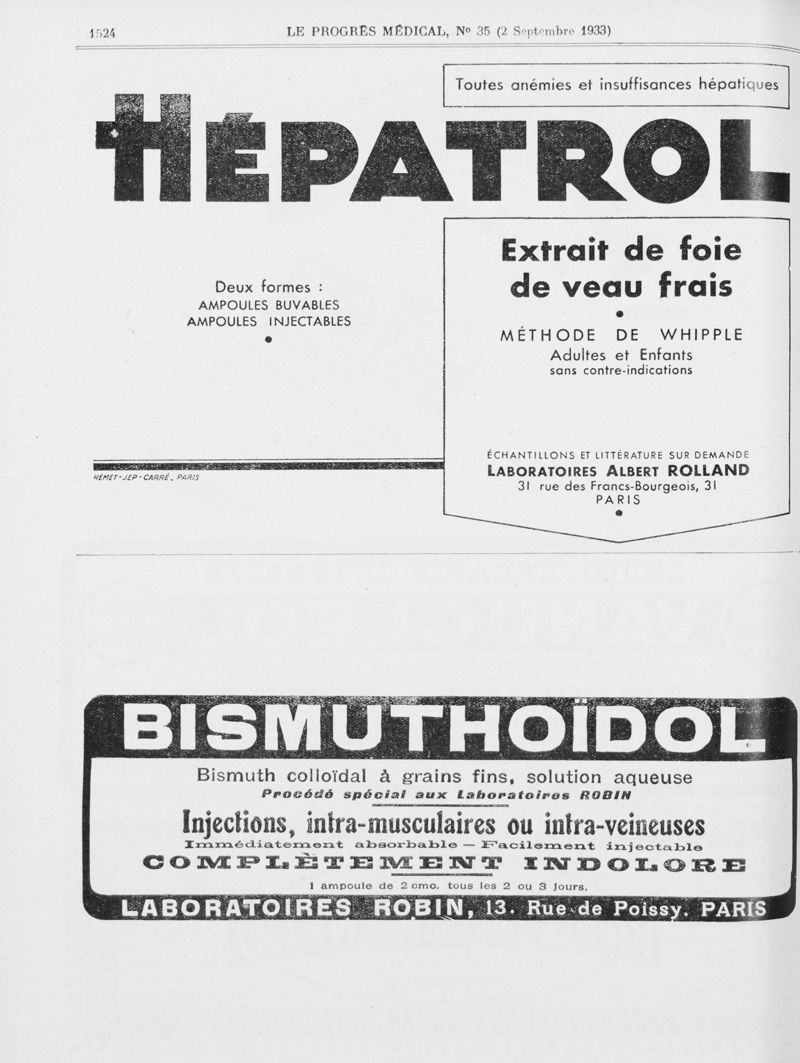 1524
LE PROGRÈS MÉDICAL, No 35 (2 Septembre 1933)
Toutes anémies et insuffisances hépatiques
HÉPATROL
Deux formes :
AMPOULES BUVABLES
AMPOULES INJECTABLES
•
Extrait de foie
de veau frais
•
MÉTHODE DE WHIPPLE
Adultes et Enfants
sans contre-indications
ÉCHANTILLONS ET LITTÉRATURE SUR DEMANDE
LABORATOIRES ALBERT ROLLAND
31 rue des Francs-Bourgeois, 31
PARIS
•
HEMET-JEP-CARRÉ. PARIS
BISMUTHOÏDOL
Bismuth colloïdal à grains fins, solution aqueuse
Procédé spécial aux Laboratoires ROBIN
Injections, intra-musculaires ou intra-veineuses
Immédiatement absorbable — Facilement injectable
COMPLÈTEMENT INDOLORE
1 ampoule de 2 cmc. tous les 2 ou 3 Jours.
LABORATOIRES ROBIN, 13. Rue de Poissy. PARIS